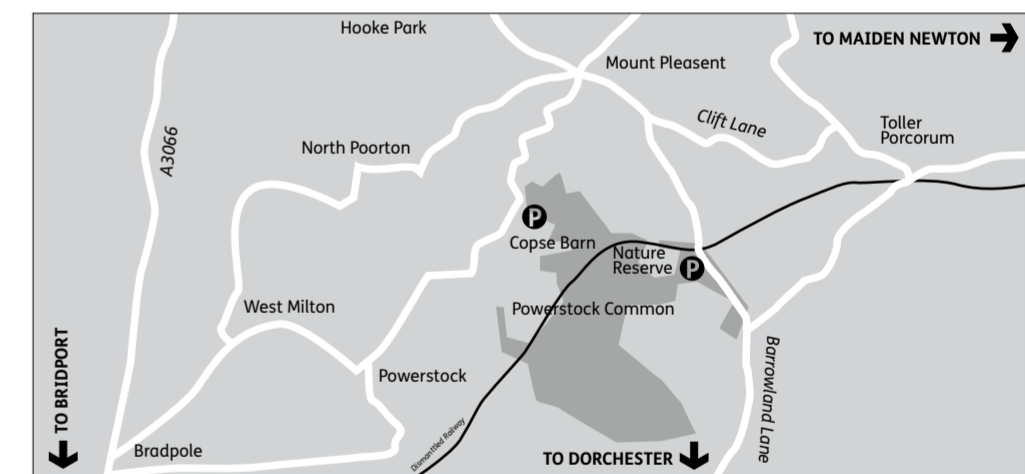 Hooke Park
TO MAIDEN NEWTON
Mount Pleasent
Clift Lane
Toller
Porcorum
A3066
North Poorton
P
Copse Barn
Nature
Reserve
P
West Milton
Powerstock Common
TO BRIDPORT
Powerstock
Barrowland Lane
Dismanttled Railway
Bradpole
TO DORCHESTER